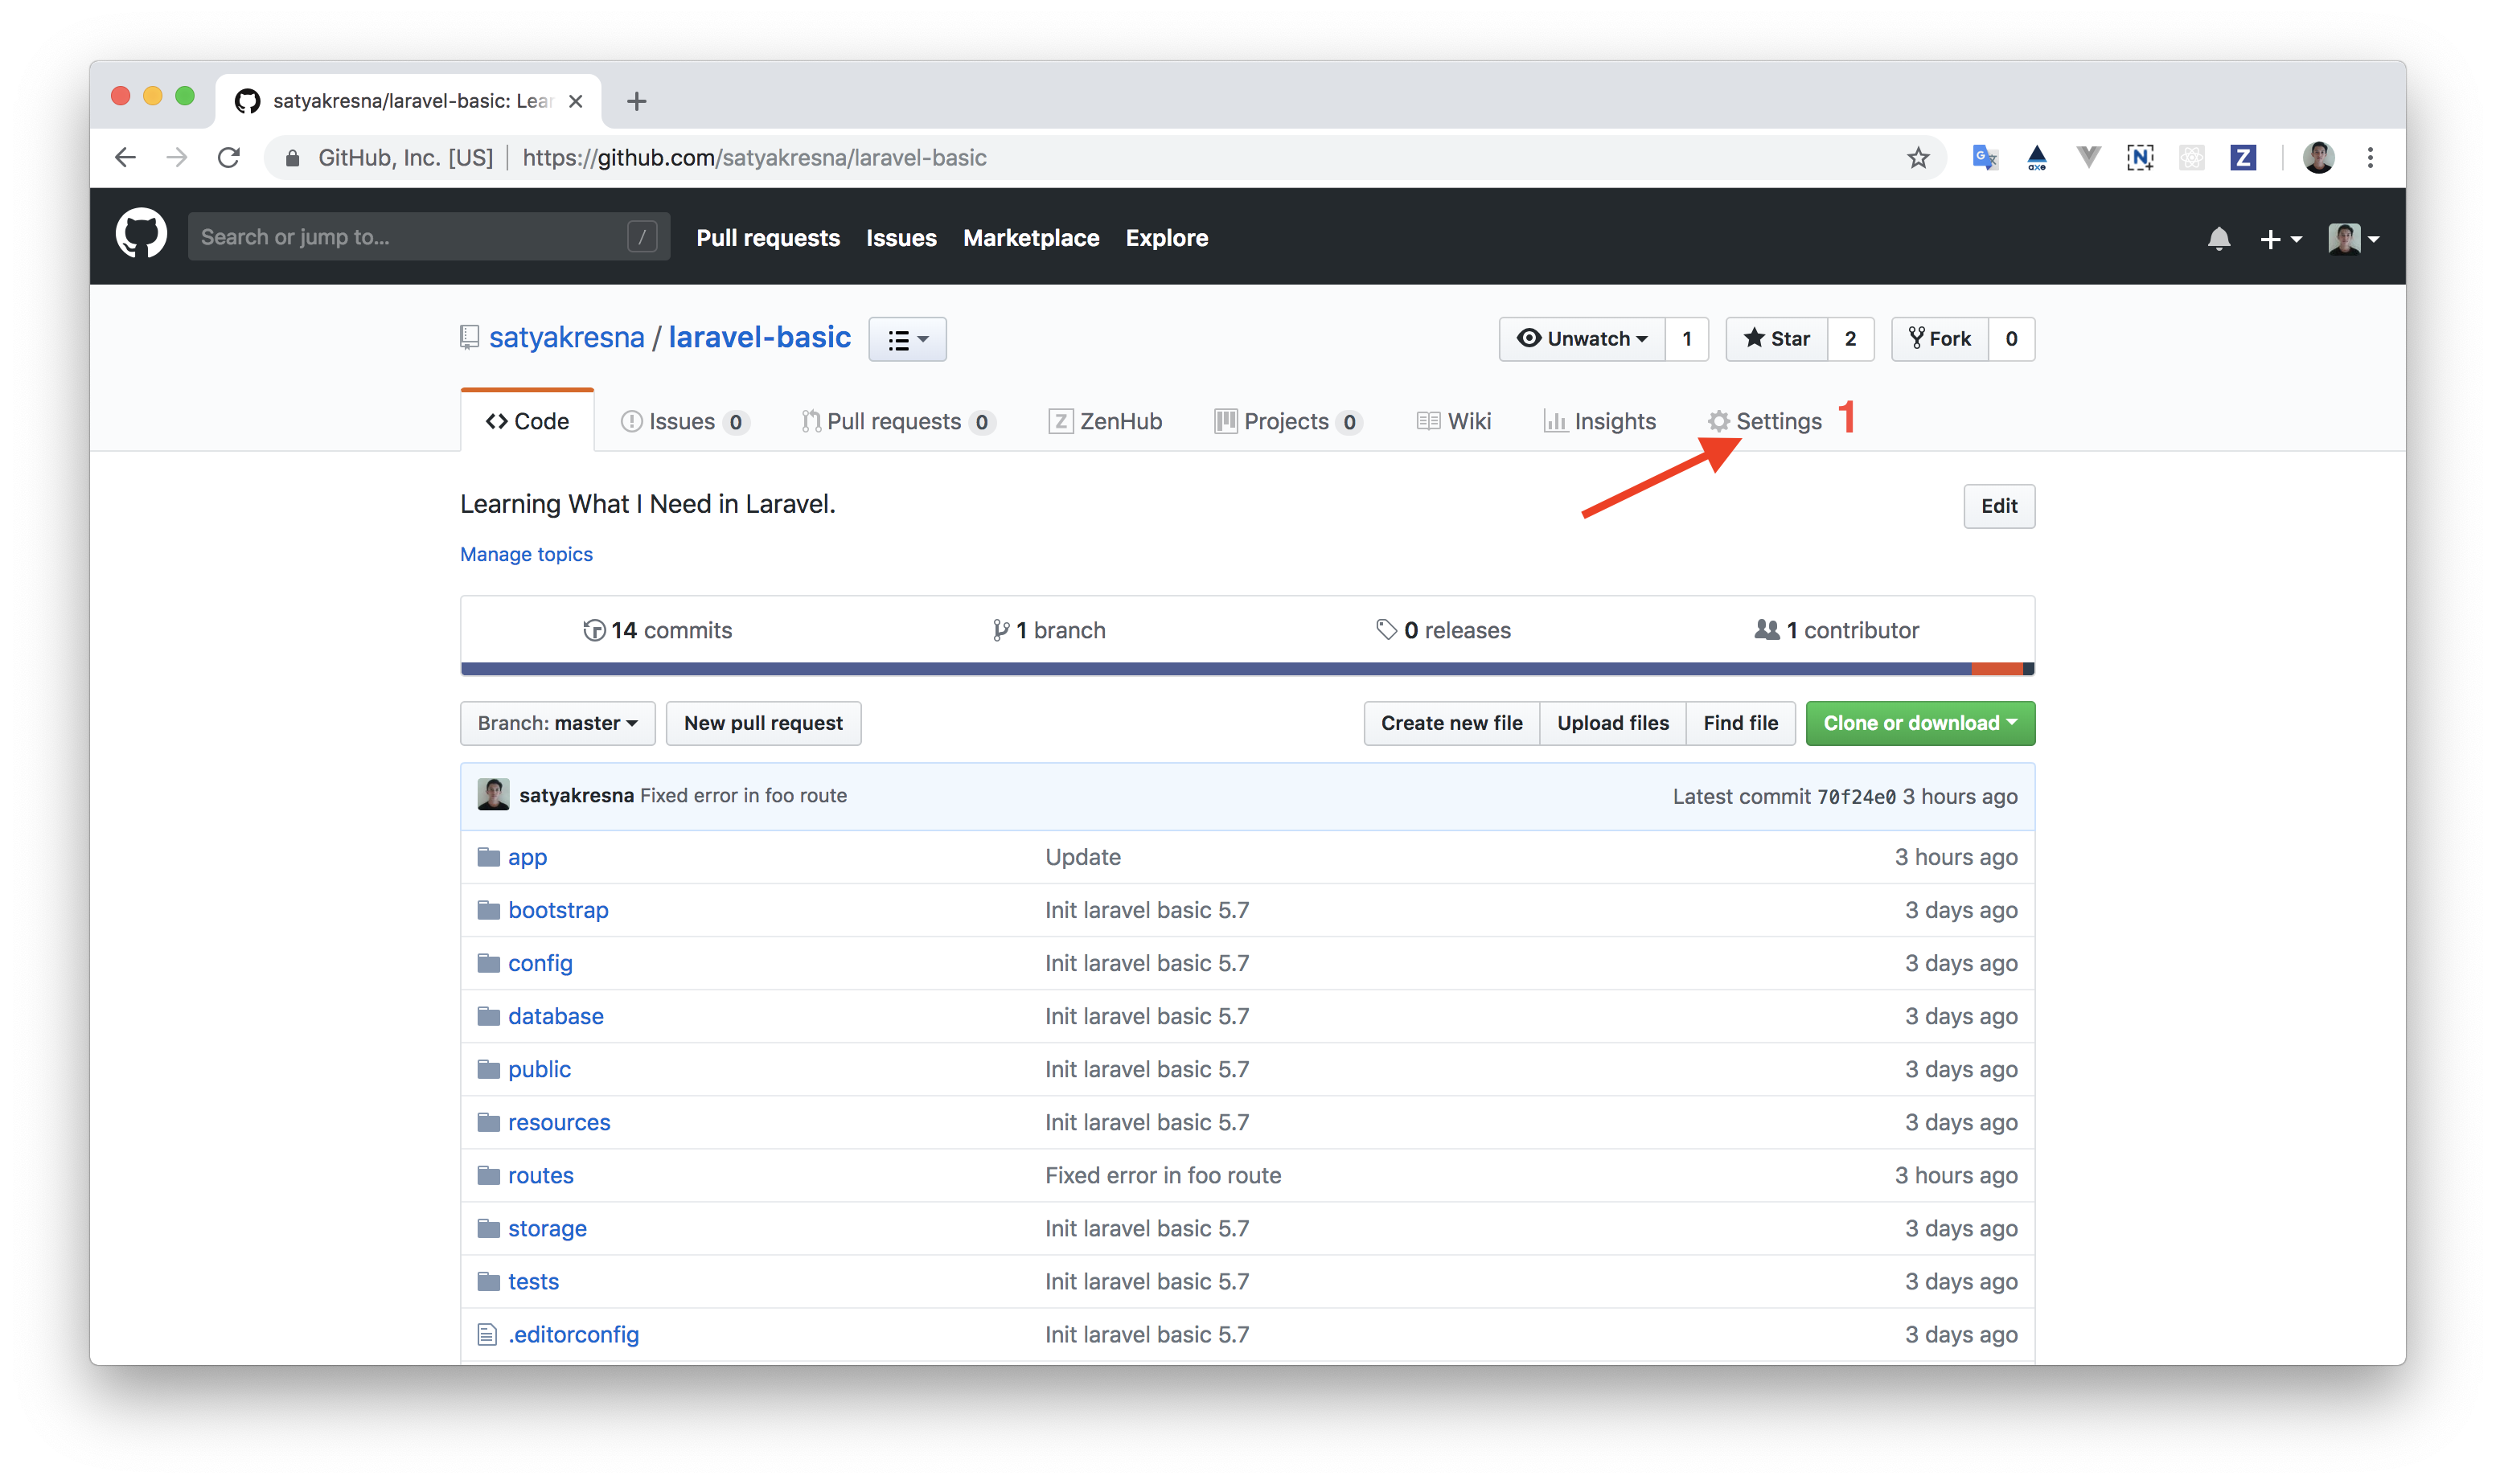 satyakresna/laravel-basic: Lear
GitHub, Inc. [US] https://github.com/satyakresna/laravel-basic
Search or jump to... / Pull requests Issues Marketplace Explore
satyakresna / laravel-basic Unwatch 1 Star 2 Fork 0
Code Issues 0 Pull requests 0 Z ZenHub Projects 0 Wiki Insights Settings 1
Learning What I Need in Laravel. Edit
Manage topics
14 commits 1 branch 0 releases 1 contributor
Branch: master New pull request Create new file Upload files Find file Clone or download
satyakresna Fixed error in foo route Latest commit 70f24e0 3 hours ago
app Update 3 hours ago
bootstrap Init laravel basic 5.7 3 days ago
config Init laravel basic 5.7 3 days ago
database Init laravel basic 5.7 3 days ago
public Init laravel basic 5.7 3 days ago
resources Init laravel basic 5.7 3 days ago
routes Fixed error in foo route 3 hours ago
storage Init laravel basic 5.7 3 days ago
tests Init laravel basic 5.7 3 days ago
.editorconfig Init laravel basic 5.7 3 days ago